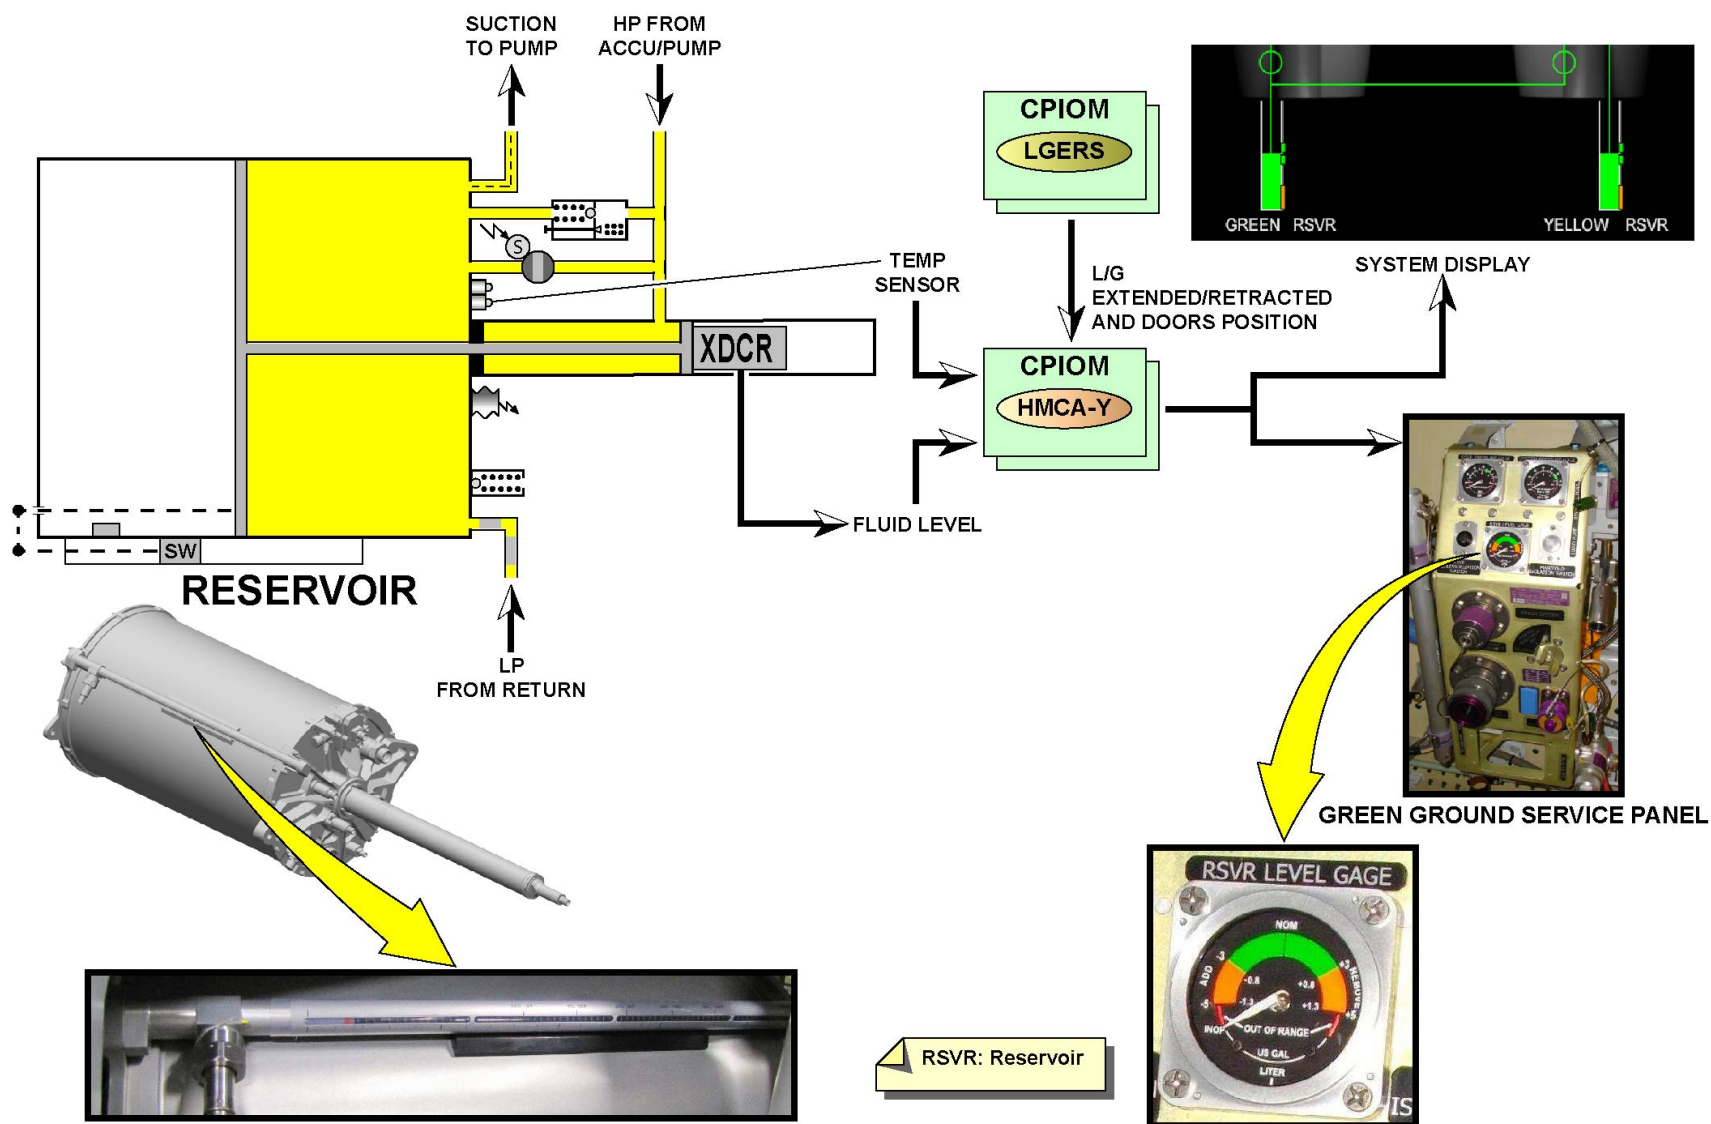 SUCTION
TO PUMP
HP FROM
ACCU/PUMP
CPIOM
LGERS
GREEN RSVR
YELLOW RSVR
SYSTEM DISPLAY
S
TEMP
SENSOR
L/G
EXTENDED/RETRACTED
AND DOORS POSITION
XDCR
CPIOM
HMCA-Y
FLUID LEVEL
SW
RESERVOIR
LP
FROM RETURN
GREEN GROUND SERVICE PANEL
RSVR LEVEL GAGE
NOM
-3
+3
ADD
REMOVE
-0.8
+0.8
-5
-1.3
+1.3
+5
INOP
OUT OF RANGE
US GAL
LITER
IS
RSVR: Reservoir